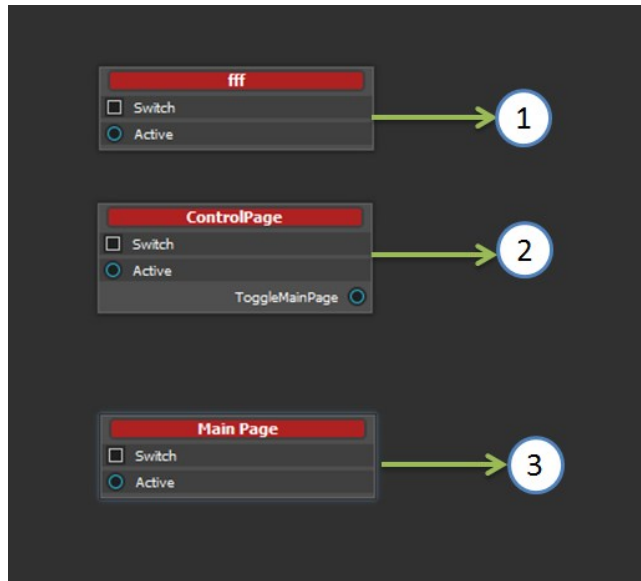 fff
Switch
Active
1
ControlPage
Switch
Active
ToggleMainPage
2
Main Page
Switch
Active
3